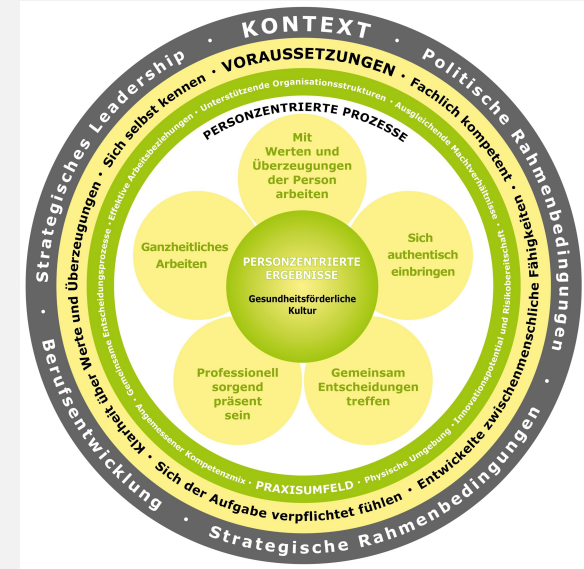 KONTEXT
Politische Rahmenbedingungen
Strategische Rahmenbedingungen
Berufsentwicklung
Strategisches Leadership
VORAUSSETZUNGEN
Fachlich kompetent
Entwickelte zwischenmenschliche Fähigkeiten
Sich der Aufgabe verpflichtet fühlen
Klarheit über Werte und Überzeugungen
Sich selbst kennen
Unterstützende Organisationsstrukturen
Ausgleichende Machtverhältnisse
Innovationspotential und Risikobereitschaft
Physische Umgebung
PRAXISUMFELD
Angemessener Kompetenzmix
Gemeinsame Entscheidungsprozesse
Effektive Arbeitsbeziehungen
PERSONZENTRIERTE PROZESSE
Mit
Werten und
Überzeugungen
der Person
arbeiten
Sich
authentisch
einbringen
Gemeinsam
Entscheidungen
treffen
Professionell
sorgend
präsent
sein
Ganzheitliches
Arbeiten
PERSONZENTRIERTE
ERGEBNISSE
Gesundheitsförderliche
Kultur